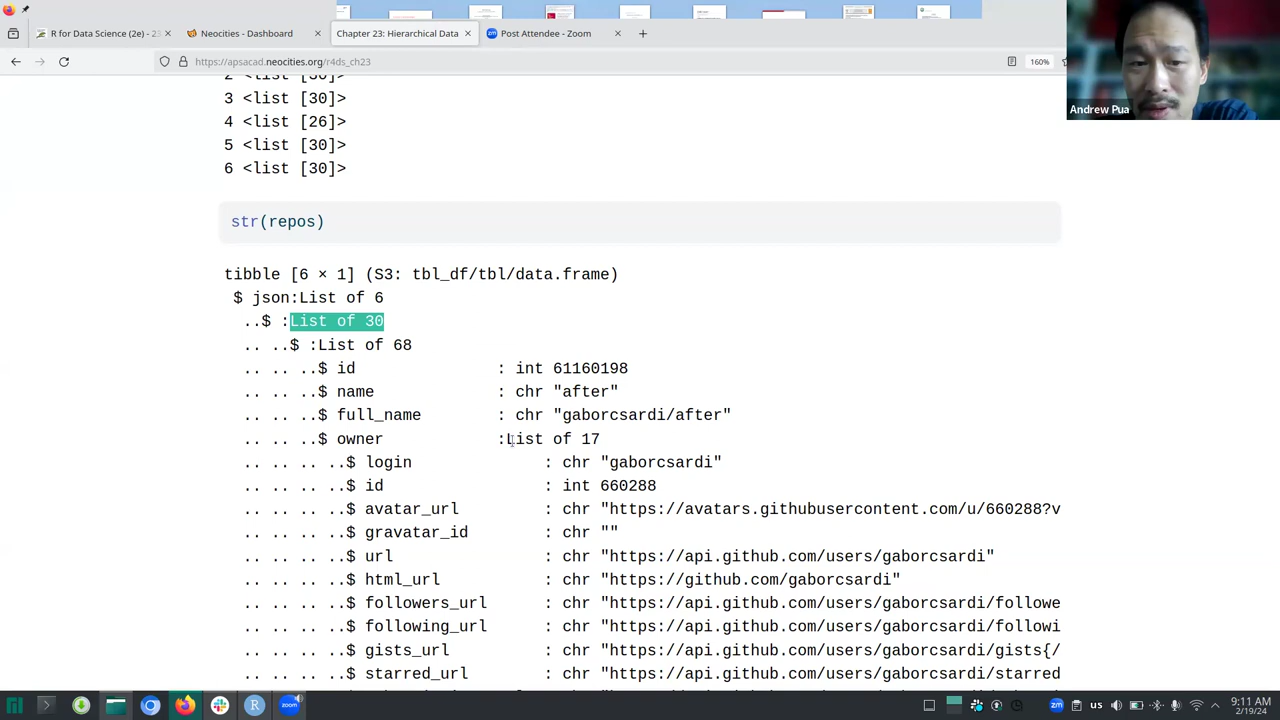 R for Data Science (2e) - 23
Neocities - Dashboard
Chapter 23: Hierarchical Data
Post Attendee - Zoom
https://apsacad.neocities.org/r4ds_ch23
160%
Andrew Pua
2 <list [30]>
3 <list [30]>
4 <list [26]>
5 <list [30]>
6 <list [30]>
str(repos)
tibble [6 × 1] (S3: tbl_df/tbl/data.frame)
$ json:List of 6
..$ :List of 30
.. ..$ :List of 68
.. .. ..$ id : int 61160198
.. .. ..$ name : chr "after"
.. .. ..$ full_name : chr "gaborcsardi/after"
.. .. ..$ owner :List of 17
.. .. .. ..$ login : chr "gaborcsardi"
.. .. .. ..$ id : int 660288
.. .. .. ..$ avatar_url : chr "https://avatars.githubusercontent.com/u/660288?v
.. .. .. ..$ gravatar_id : chr ""
.. .. .. ..$ url : chr "https://api.github.com/users/gaborcsardi"
.. .. .. ..$ html_url : chr "https://github.com/gaborcsardi"
.. .. .. ..$ followers_url : chr "https://api.github.com/users/gaborcsardi/followe
.. .. .. ..$ following_url : chr "https://api.github.com/users/gaborcsardi/followi
.. .. .. ..$ gists_url : chr "https://api.github.com/users/gaborcsardi/gists{/
.. .. .. ..$ starred_url : chr "https://api.github.com/users/gaborcsardi/starred
us
9:11 AM
2/19/24